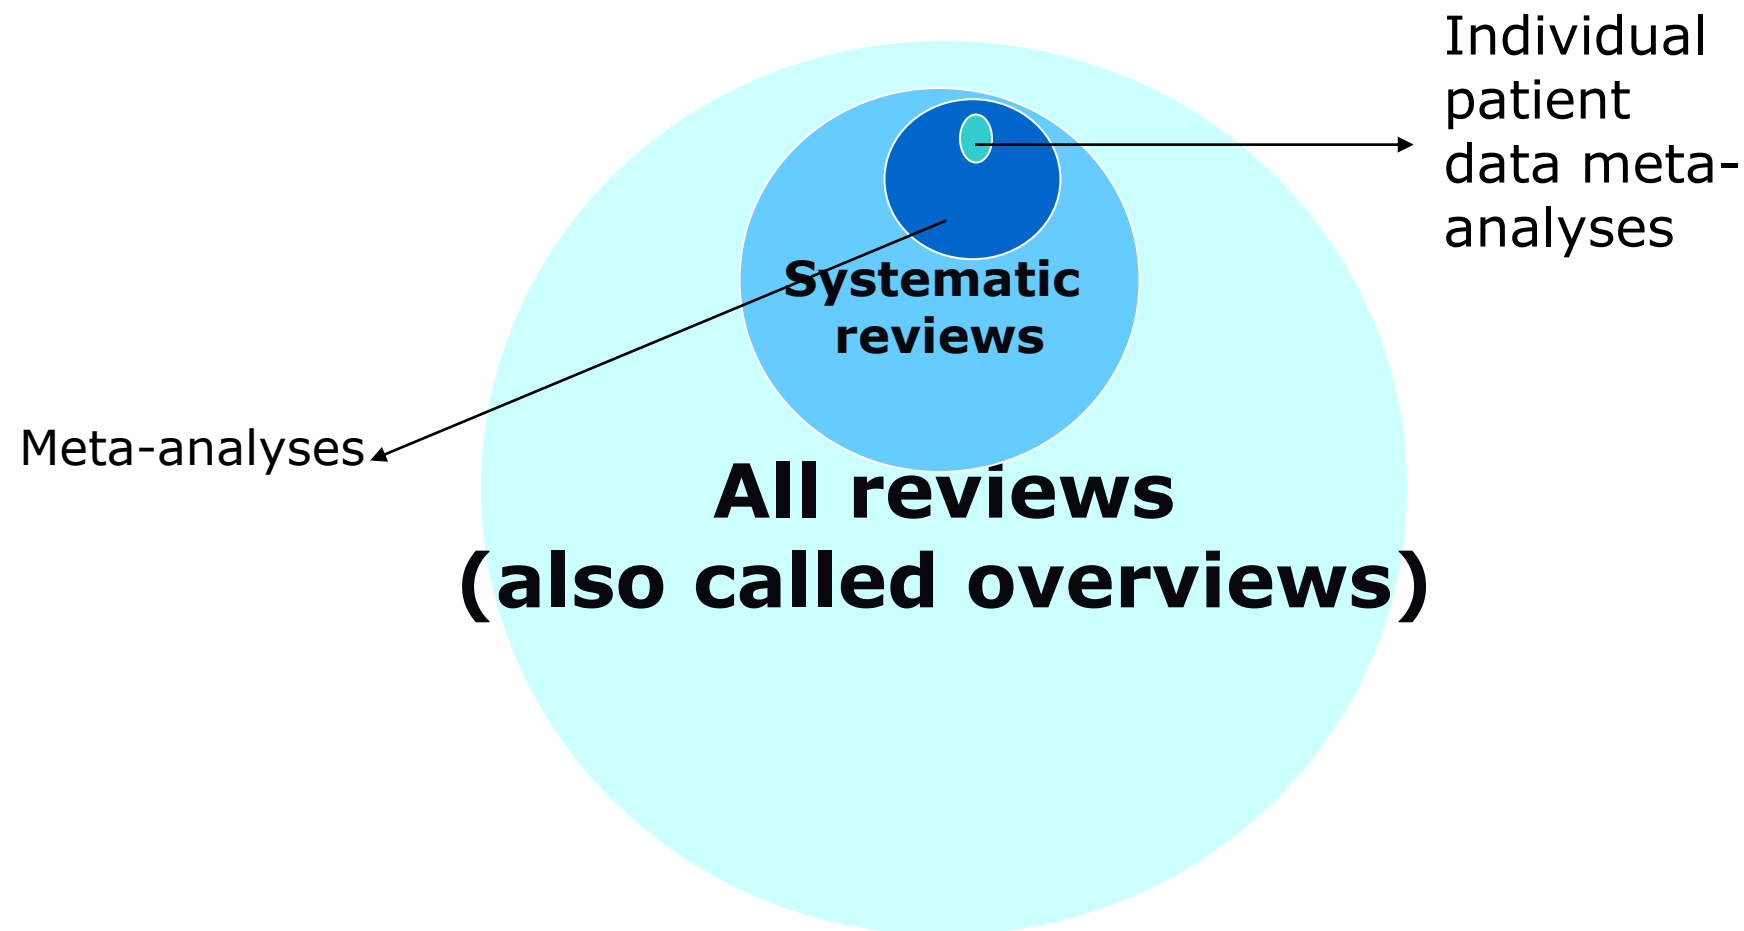 Individual
patient
data meta-
analyses
Systematic
reviews
Meta-analyses
All reviews
(also called overviews)